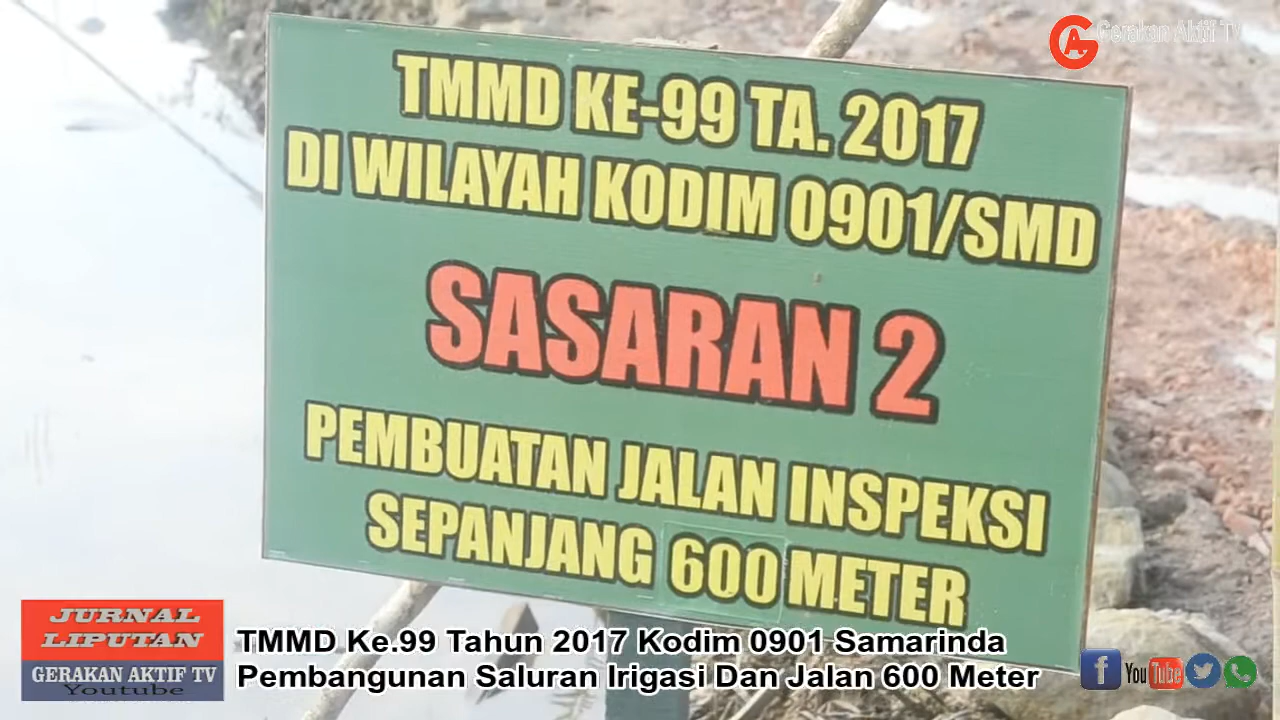 Gerakan Aktif TV
TMMD KE-99 TA. 2017
DI WILAYAH KODIM 0901/SMD
SASARAN 2
PEMBUATAN JALAN INSPEKSI
SEPANJANG 600 METER
JURNAL
LIPUTAN
GERAKAN AKTIF TV
Youtube
TMMD Ke.99 Tahun 2017 Kodim 0901 Samarinda
Pembangunan Saluran Irigasi Dan Jalan 600 Meter
You Tube